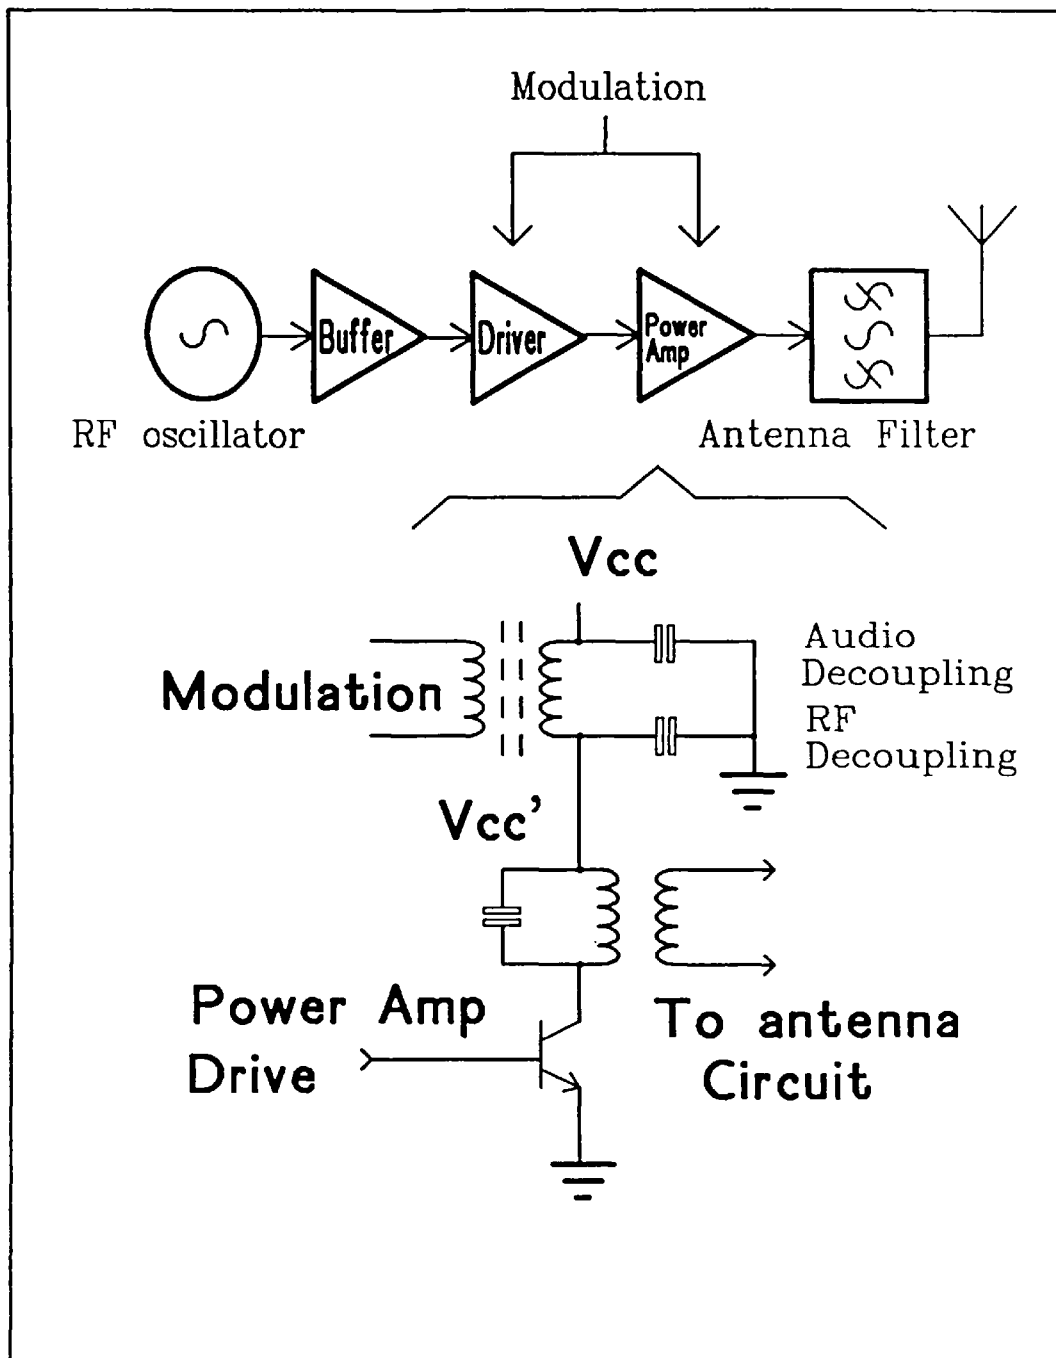 Modulation
Buffer
Driver
Power
Amp
RF oscillator
Antenna Filter
Vcc
Modulation
Audio
Decoupling
RF
Decoupling
Vcc'
Power Amp
Drive
To antenna
Circuit